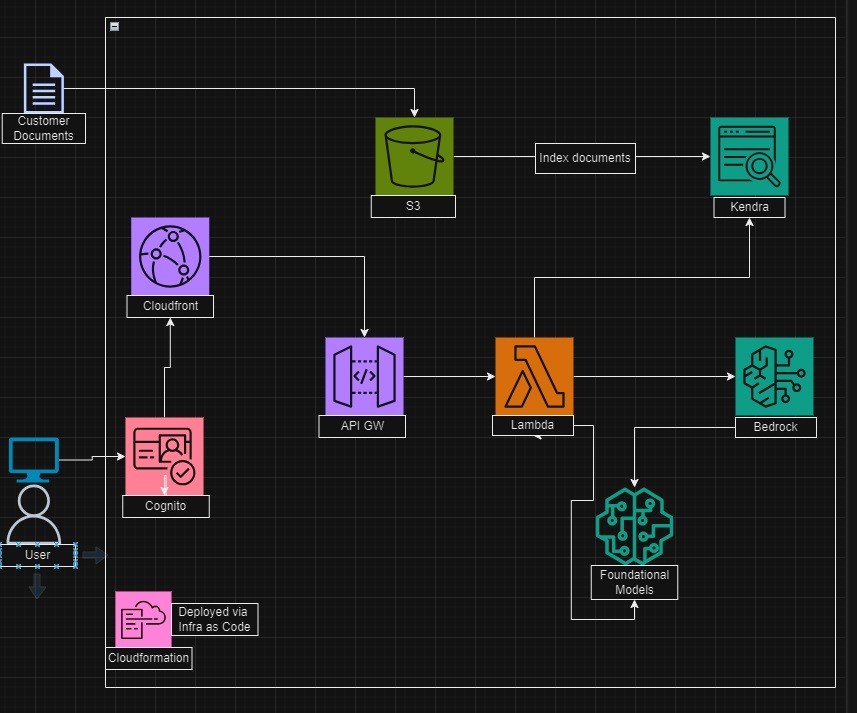 Customer
Documents
S3
Index documents
Kendra
Cloudfront
API GW
Lambda
Bedrock
Cognito
User
Foundational
Models
Deployed via
Infra as Code
Cloudformation